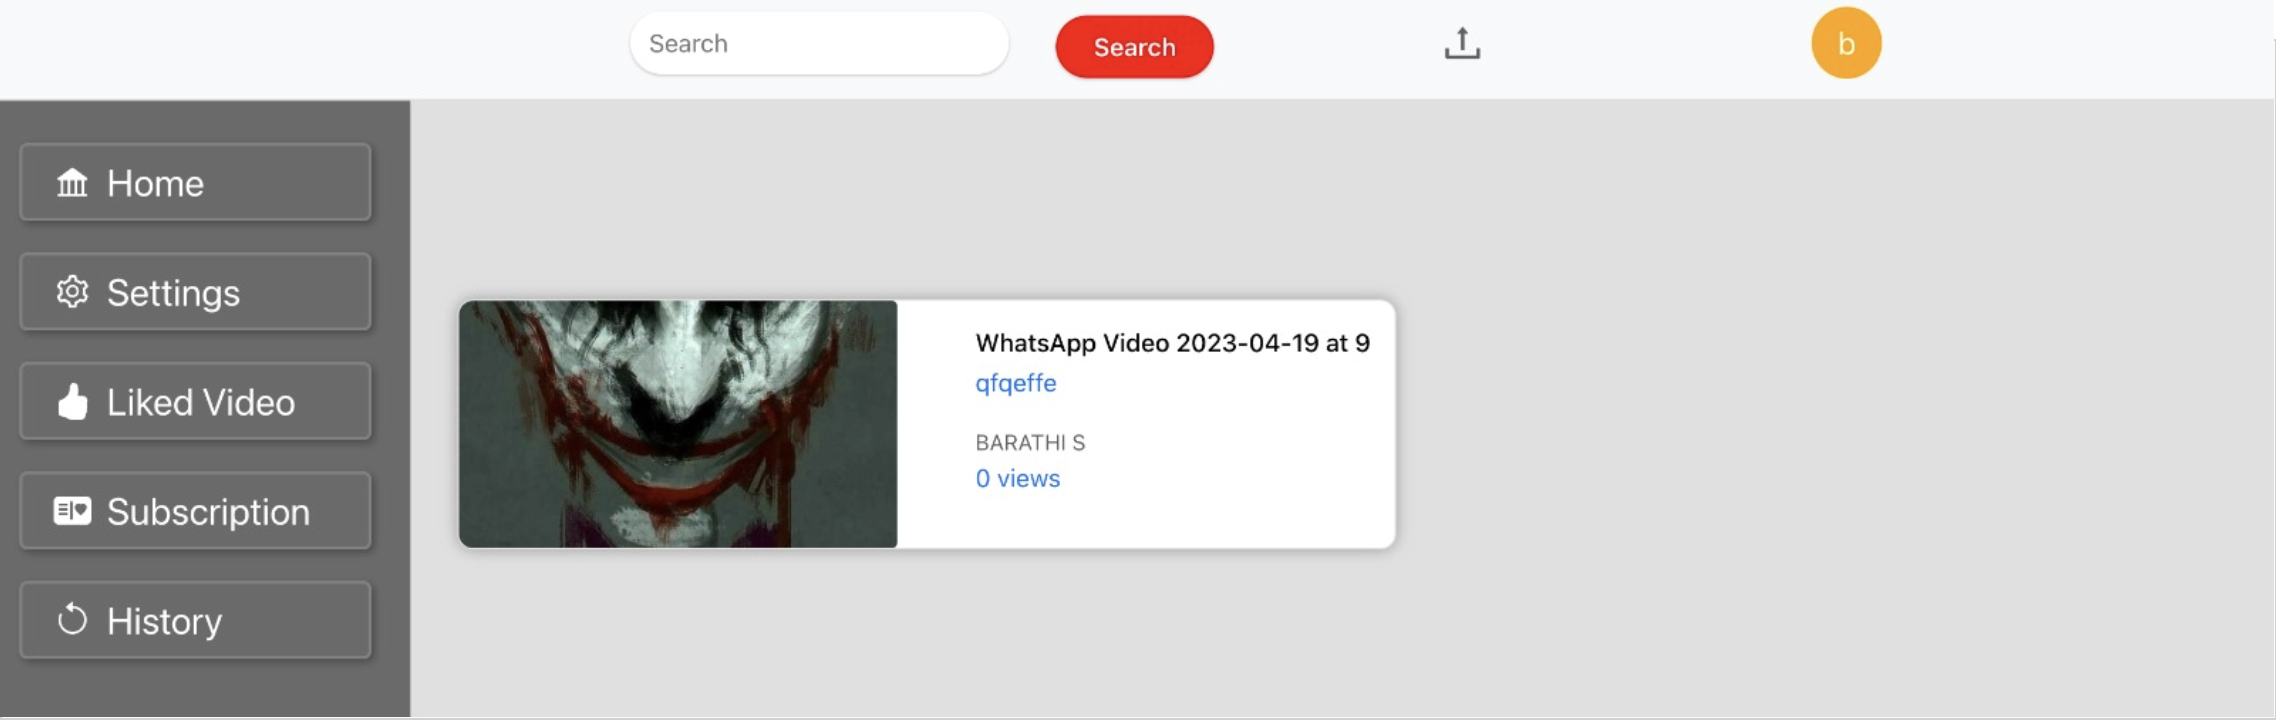 Search
Search
b
Home
Settings
Liked Video
Subscription
History
WhatsApp Video 2023-04-19 at 9
qfqeffe
BARATHI S
0 views